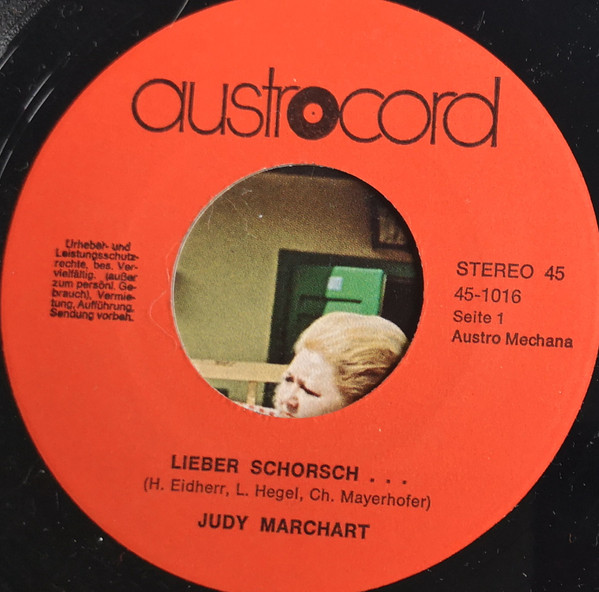 austrocord
Urheber- und
Leistungsschutz-
rechte, bes. Ver-
vielfältig. (außer
zum persönl. Ge-
brauch), Vermie-
tung, Aufführung,
Sendung vorbeh.
STEREO 45
45-1016
Seite 1
Austro Mechana
LIEBER SCHORSCH . . .
(H. Eidherr, L. Hegel, Ch. Mayerhofer)
JUDY MARCHART